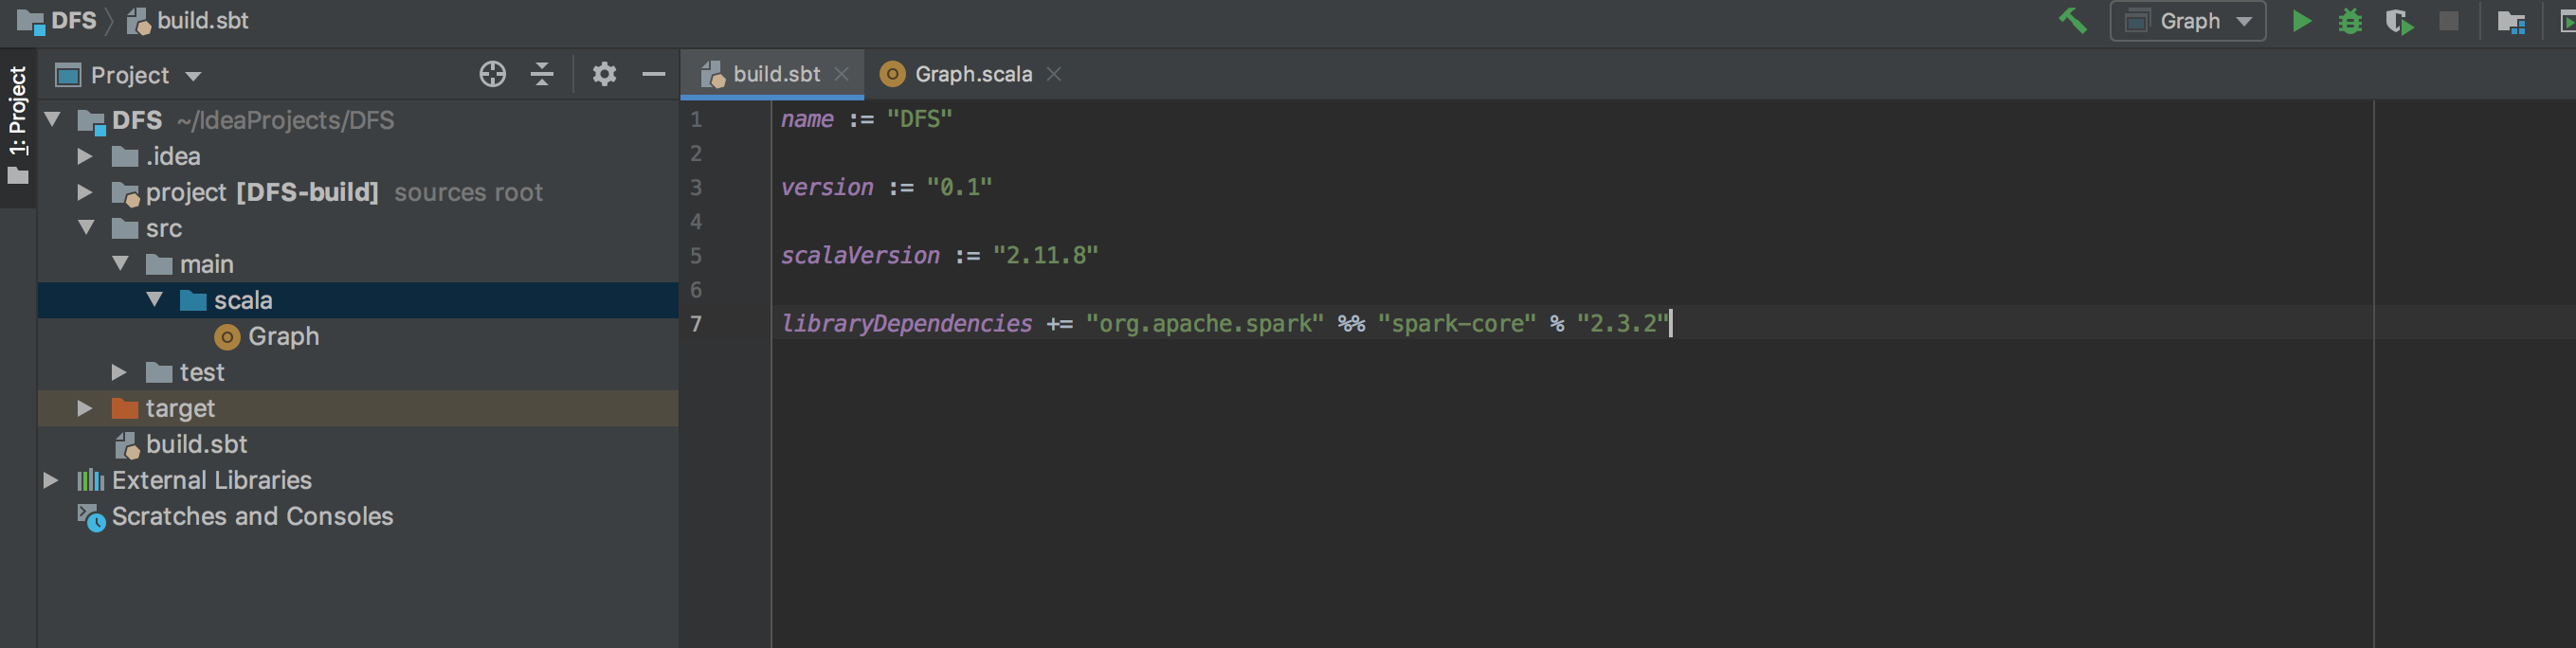 DFS build.sbt Graph
1: Project
Project
build.sbt Graph.scala
DFS ~/IdeaProjects/DFS
.idea
project [DFS-build] sources root
src
main
scala
Graph
test
target
build.sbt
External Libraries
Scratches and Consoles
1 name := "DFS"
2
3 version := "0.1"
4
5 scalaVersion := "2.11.8"
6
7 libraryDependencies += "org.apache.spark" %% "spark-core" % "2.3.2"